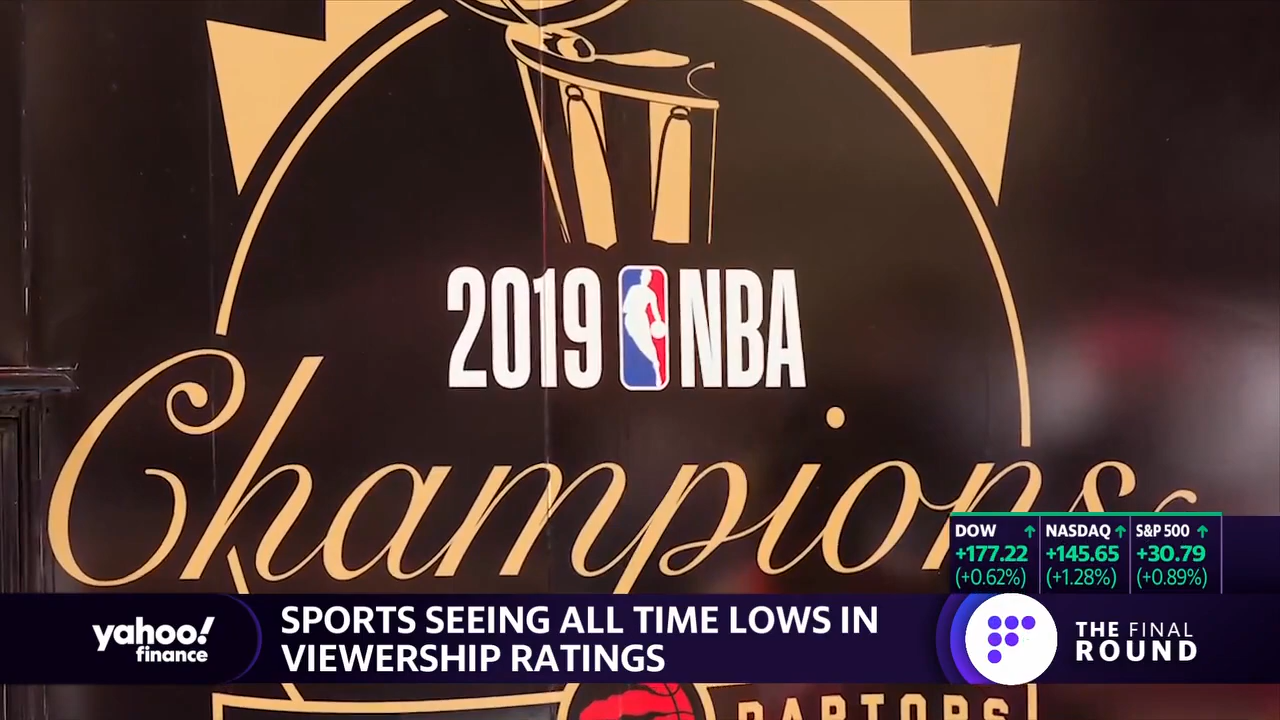 2019 NBA
Champions
DOW
+177.22
(+0.62%)
NASDAQ
+145.65
(+1.28%)
S&P 500
+30.79
(+0.89%)
yahoo!
finance
SPORTS SEEING ALL TIME LOWS IN
VIEWERSHIP RATINGS
THE FINAL
ROUND
RAPTORS